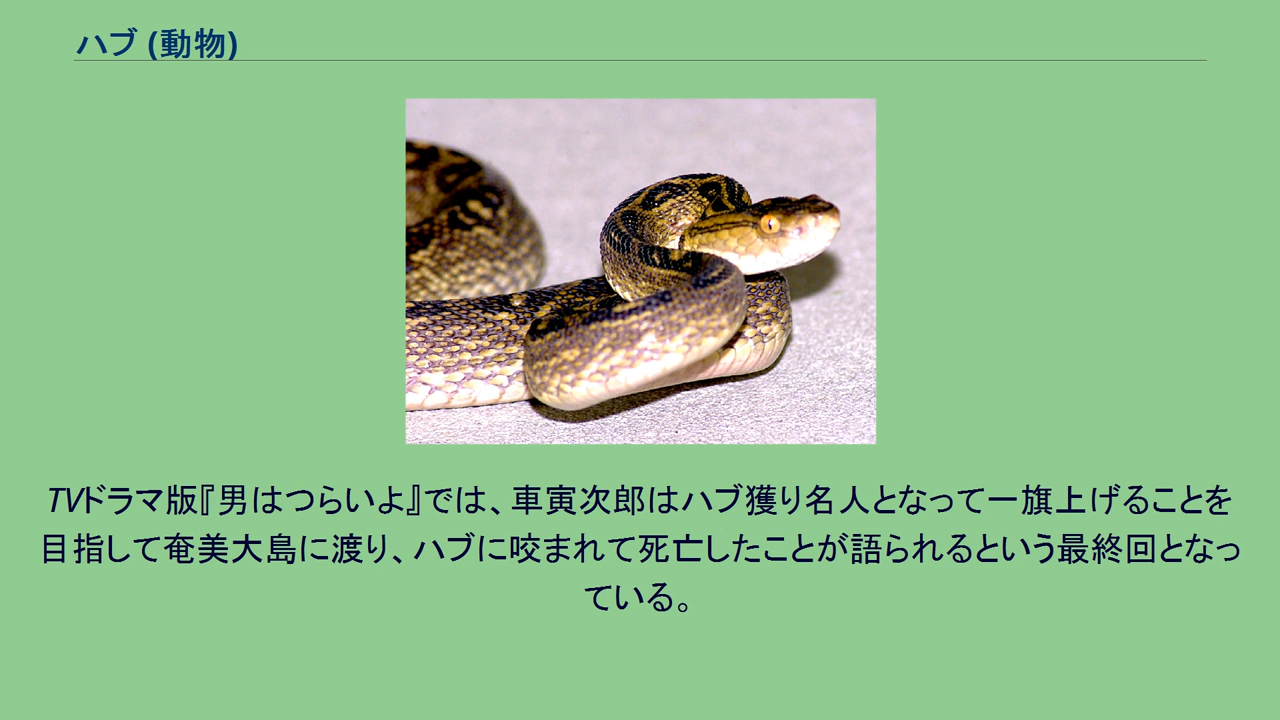 ハブ (動物)
TVドラマ版『男はつらいよ』では、車寅次郎はハブ獲り名人となって一旗上げることを
目指して奄美大島に渡り、ハブに咬まれて死亡したことが語られるという最終回となっ
ている。